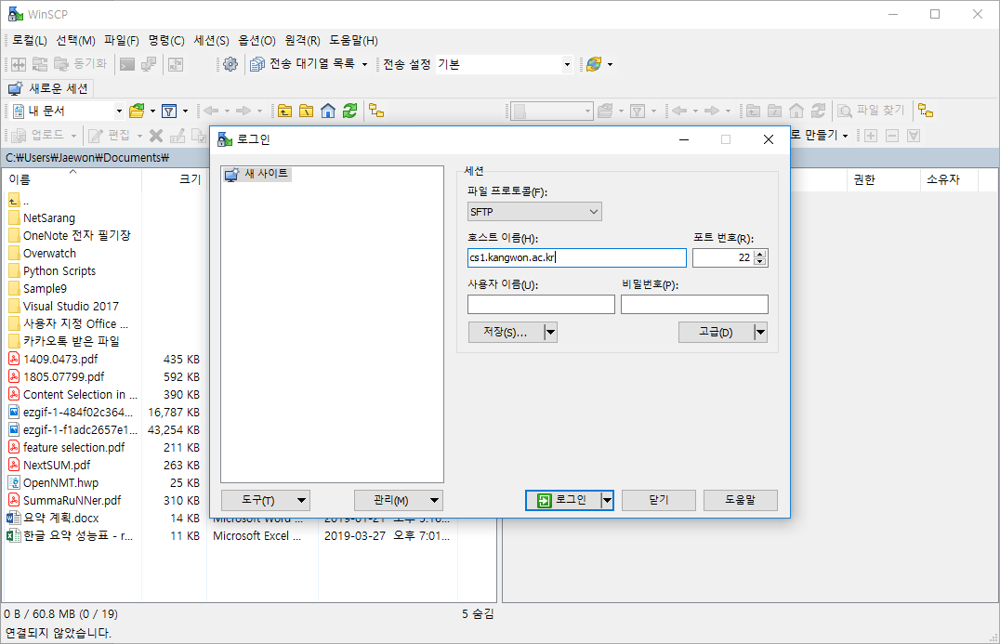 WinSCP
로컬(L) 선택(M) 파일(F) 명령(C) 세션(S) 옵션(O) 원격(R) 도움말(H)
동기화 전송 대기열 목록 전송 설정 기본
새로운 세션
내 문서 파일 찾기
업로드 편집 로 만들기
C:₩Users₩Jaewon₩Documents₩
이름 크기 권한 소유자
..
NetSarang
OneNote 전자 필기장
Overwatch
Python Scripts
Sample9
Visual Studio 2017
사용자 지정 Office ...
카카오톡 받은 파일
1409.0473.pdf 435 KB
1805.07799.pdf 592 KB
Content Selection in ... 390 KB
ezgif-1-484f02c364... 16,787 KB
ezgif-1-f1adc2657e1... 43,254 KB
feature selection.pdf 211 KB
NextSUM.pdf 263 KB
OpenNMT.hwp 25 KB
SummaRuNNer.pdf 310 KB
요약 계획.docx 14 KB Microsoft Word ... 2019-01-21 오후 5:10...
한글 요약 성능표 - r... 11 KB Microsoft Excel ... 2019-03-27 오후 7:01...
로그인
새 사이트
세션
파일 프로토콜(F):
SFTP
호스트 이름(H): 포트 번호(R):
cs1.kangwon.ac.kr 22
사용자 이름(U): 비밀번호(P):
저장(S)... 고급(D)
도구(T) 관리(M) 로그인 닫기 도움말
0 B / 60.8 MB (0 / 19) 5 숨김
연결되지 않았습니다.